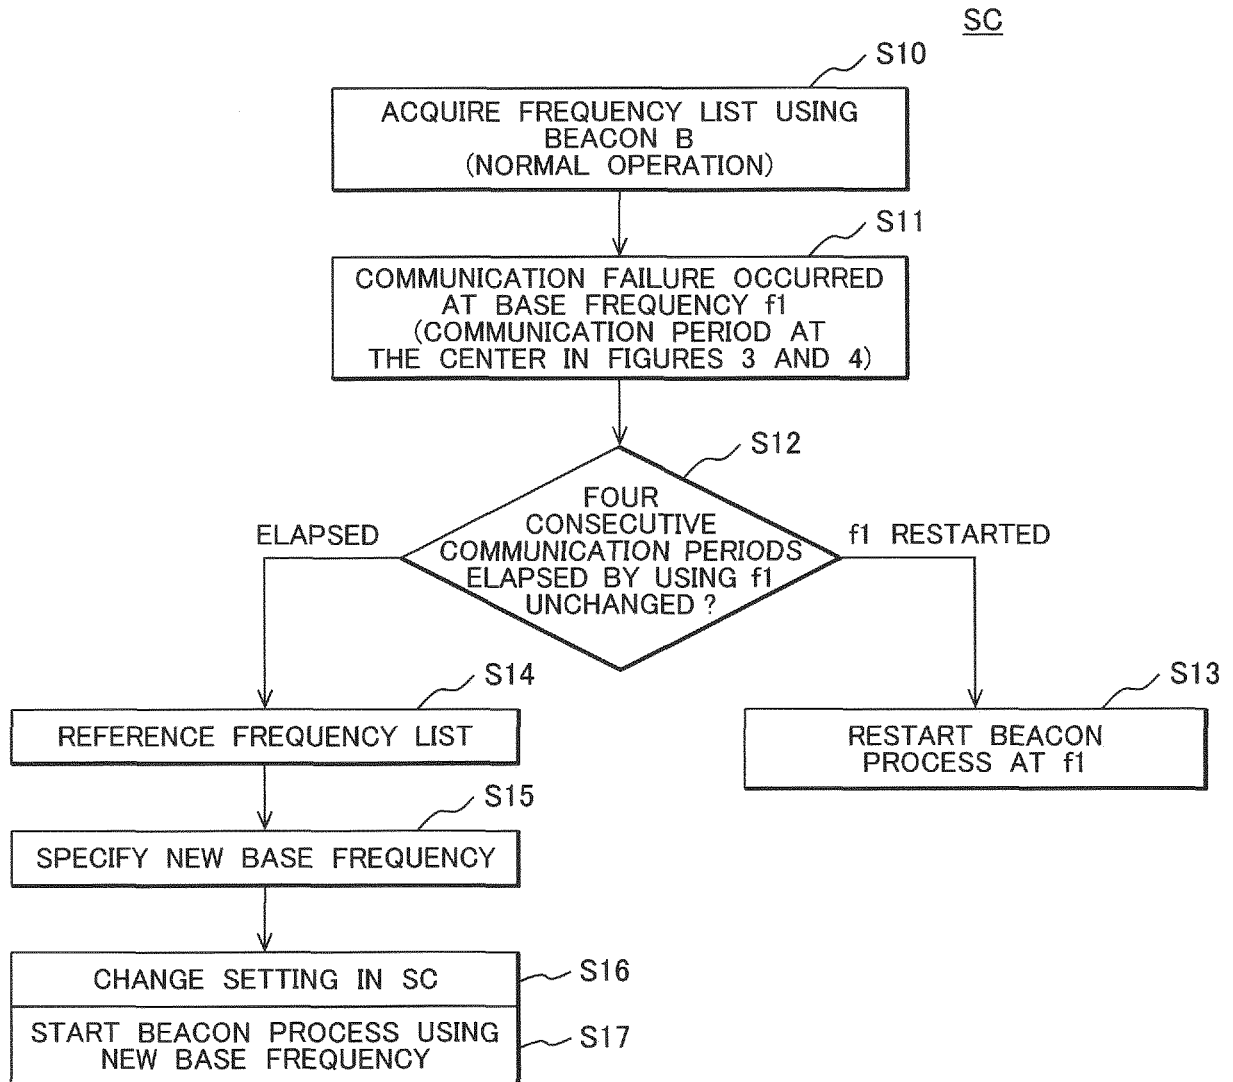 SC
S10
ACQUIRE FREQUENCY LIST USING
BEACON B
(NORMAL OPERATION)
S11
COMMUNICATION FAILURE OCCURRED
AT BASE FREQUENCY f1
(COMMUNICATION PERIOD AT
THE CENTER IN FIGURES 3 AND 4)
S12
FOUR
CONSECUTIVE
COMMUNICATION PERIODS
ELAPSED BY USING f1
UNCHANGED?
ELAPSED
f1 RESTARTED
S14
REFERENCE FREQUENCY LIST
S13
RESTART BEACON
PROCESS AT f1
S15
SPECIFY NEW BASE FREQUENCY
CHANGE SETTING IN SC
S16
START BEACON PROCESS USING
NEW BASE FREQUENCY
S17